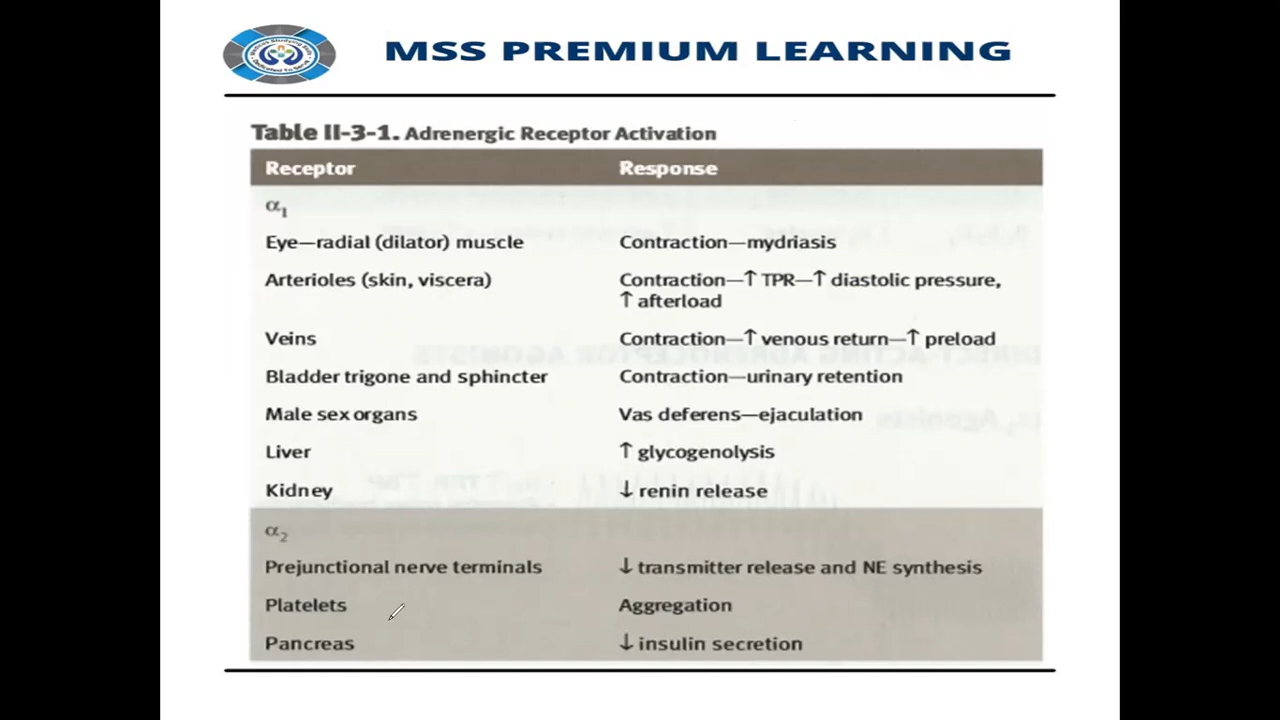 MSS PREMIUM LEARNING
Table II-3-1. Adrenergic Receptor Activation
Receptor Response
α₁
Eye—radial (dilator) muscle Contraction—mydriasis
Arterioles (skin, viscera) Contraction—↑ TPR—↑ diastolic pressure,
↑ afterload
Veins Contraction—↑ venous return—↑ preload
Bladder trigone and sphincter Contraction—urinary retention
Male sex organs Vas deferens—ejaculation
Liver ↑ glycogenolysis
Kidney ↓ renin release
α₂
Prejunctional nerve terminals ↓ transmitter release and NE synthesis
Platelets Aggregation
Pancreas ↓ insulin secretion